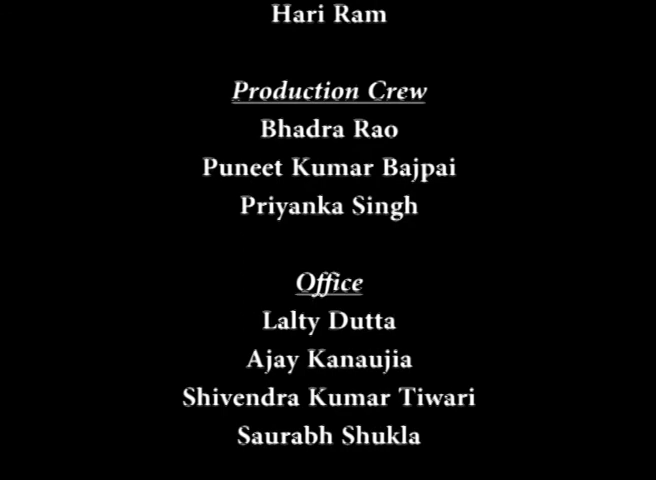 Hari Ram
Production Crew
Bhadra Rao
Puneet Kumar Bajpai
Priyanka Singh
Office
Lalty Dutta
Ajay Kanaujia
Shivendra Kumar Tiwari
Saurabh Shukla